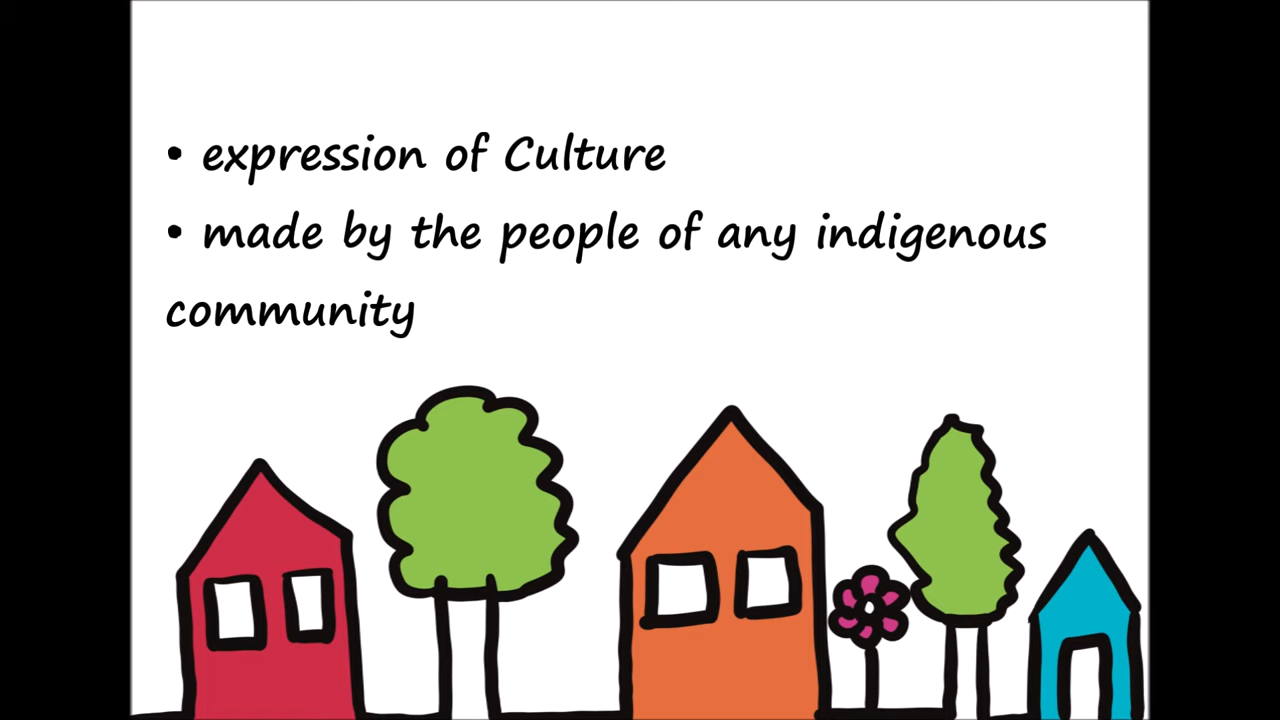 • expression of Culture
• made by the people of any indigenous
community